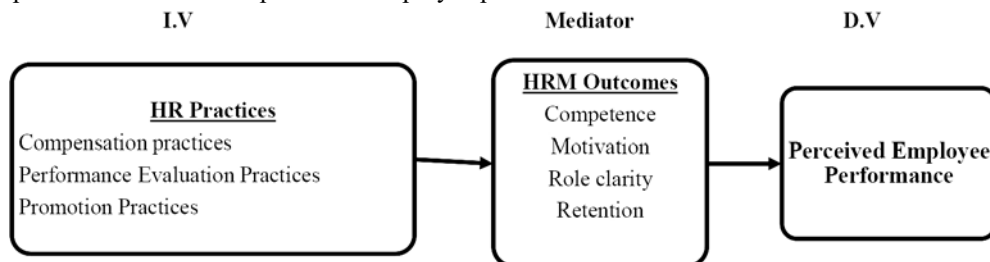 I.V
Mediator
D.V
HR Practices
Compensation practices
Performance Evaluation Practices
Promotion Practices
HRM Outcomes
Competence
Motivation
Role clarity
Retention
Perceived Employee
Performance